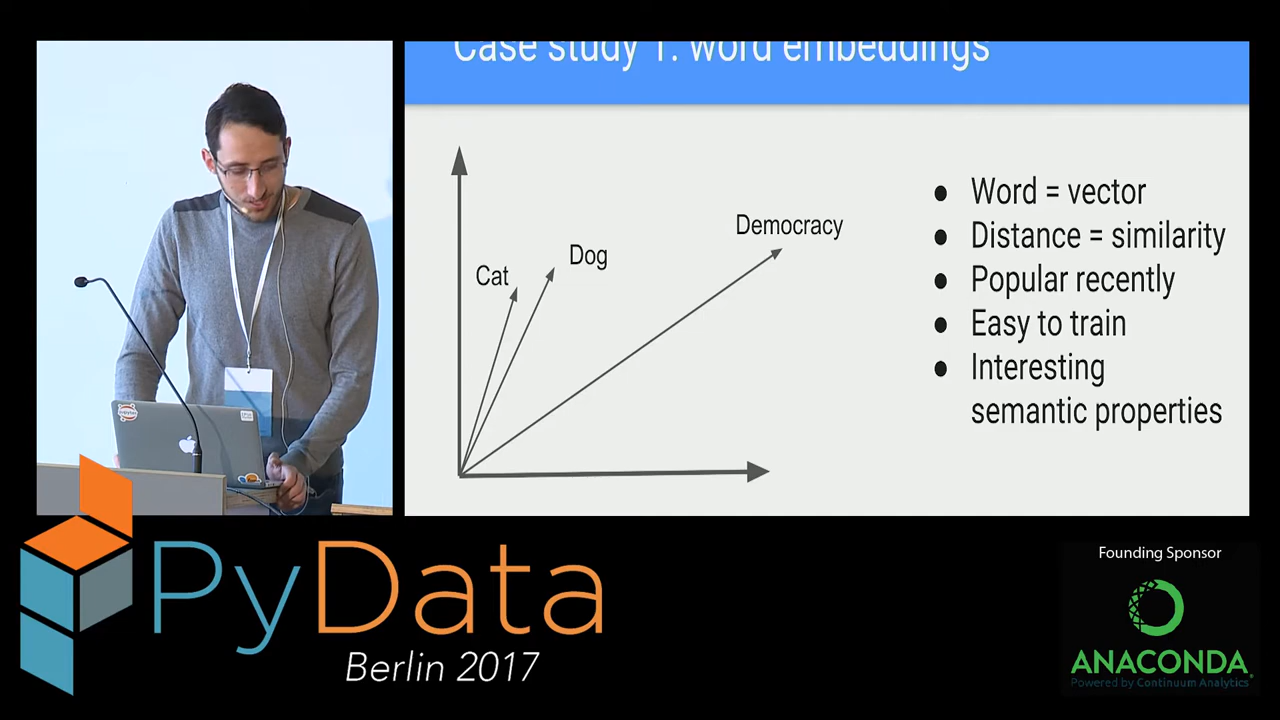 Case study 1: word embeddings
Democracy
Dog
Cat
● Word = vector
● Distance = similarity
● Popular recently
● Easy to train
● Interesting
semantic properties
PyData
Berlin 2017
Founding Sponsor
ANACONDA
Powered by Continuum Analytics